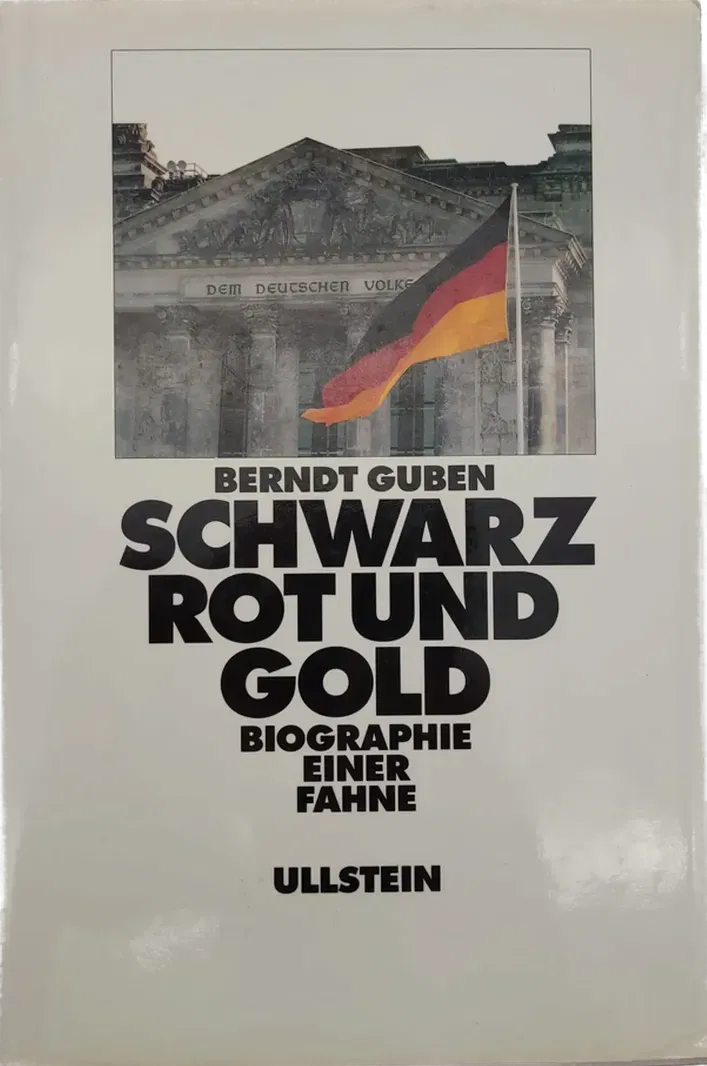 DEM DEUTSCHEN VOLKE
BERNDT GUBEN
SCHWARZ
ROT UND
GOLD
BIOGRAPHIE
EINER
FAHNE
ULLSTEIN